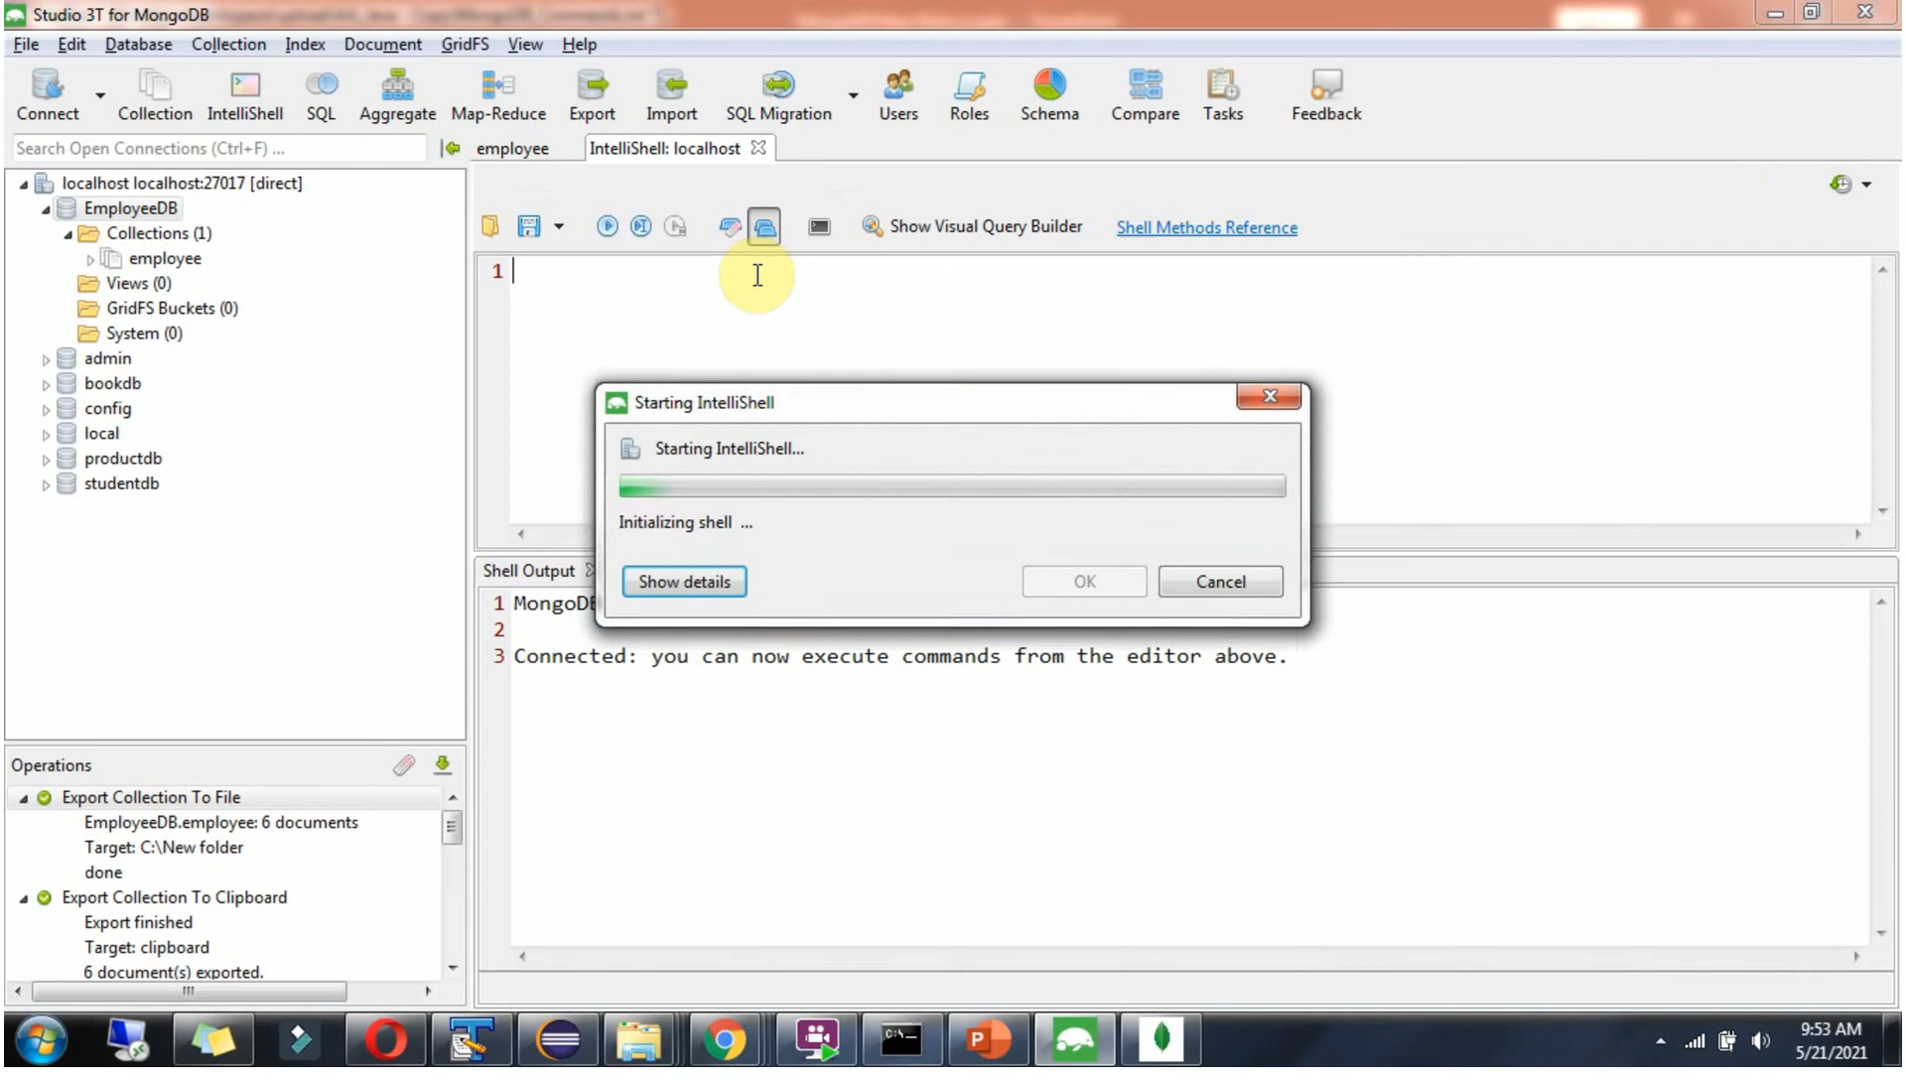 Studio 3T for MongoDB
File Edit Database Collection Index Document GridFS View Help
Connect Collection IntelliShell SQL Aggregate Map-Reduce Export Import SQL Migration Users Roles Schema Compare Tasks Feedback
Search Open Connections (Ctrl+F) ...
employee
IntelliShell: localhost
localhost localhost:27017 [direct]
EmployeeDB
Collections (1)
employee
Views (0)
GridFS Buckets (0)
System (0)
admin
bookdb
config
local
productdb
studentdb
Show Visual Query Builder
Shell Methods Reference
1
Starting IntelliShell
Starting IntelliShell...
Initializing shell ...
Show details
OK
Cancel
Shell Output
1 MongoDB
2
3 Connected: you can now execute commands from the editor above.
Operations
Export Collection To File
EmployeeDB.employee: 6 documents
Target: C:\New folder
done
Export Collection To Clipboard
Export finished
Target: clipboard
6 document(s) exported.
9:53 AM
5/21/2021